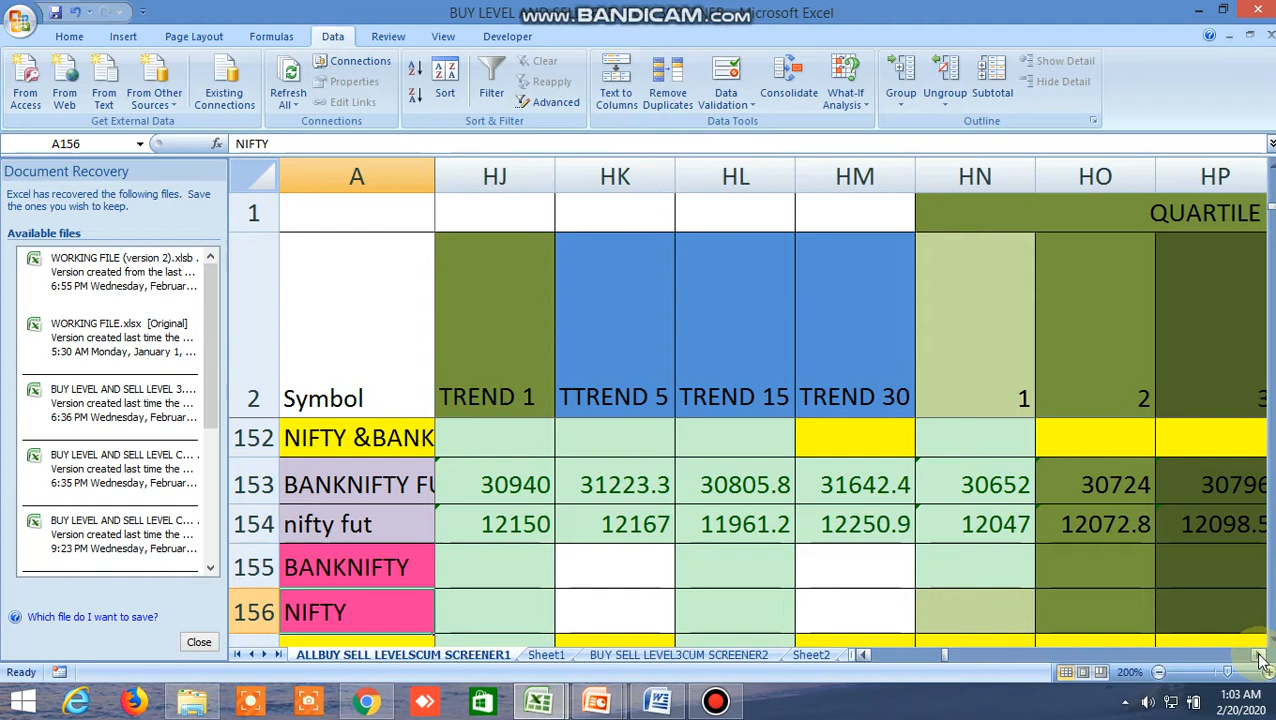 BUY LEVEL AND SELL
www.BANDICAM.com
Microsoft Excel
Home Insert Page Layout Formulas Data Review View Developer
From Access
From Web
From Text
From Other Sources
Existing Connections
Refresh All
Connections
Properties
Edit Links
Sort
Filter
Clear
Reapply
Advanced
Text to Columns
Remove Duplicates
Data Validation
Consolidate
What-If Analysis
Group
Ungroup
Subtotal
Show Detail
Hide Detail
Get External Data Connections Sort & Filter Data Tools Outline
A156 fx NIFTY
Document Recovery
Excel has recovered the following files. Save
the ones you wish to keep.
Available files
WORKING FILE (version 2).xlsb .
Version created from the last ...
6:55 PM Wednesday, Februar...
WORKING FILE.xlsx [Original]
Version created last time the ...
5:30 AM Monday, January 1, ...
BUY LEVEL AND SELL LEVEL 3....
Version created last time the ...
6:36 PM Wednesday, Februar...
BUY LEVEL AND SELL LEVEL C...
Version created last time the ...
6:35 PM Wednesday, Februar...
BUY LEVEL AND SELL LEVEL C...
Version created last time the ...
9:23 PM Wednesday, Februar...
Which file do I want to save?
Close
A HJ HK HL HM HN HO HP
1 QUARTILE
2 Symbol TREND 1 TTREND 5 TREND 15 TREND 30 1 2 3
152 NIFTY &BANK
153 BANKNIFTY FU 30940 31223.3 30805.8 31642.4 30652 30724 30796
154 nifty fut 12150 12167 11961.2 12250.9 12047 12072.8 12098.5
155 BANKNIFTY
156 NIFTY
ALLBUY SELL LEVELSCUM SCREENER1 Sheet1 BUY SELL LEVEL3CUM SCREENER2 Sheet2
Ready 200%
1:03 AM
2/20/2020